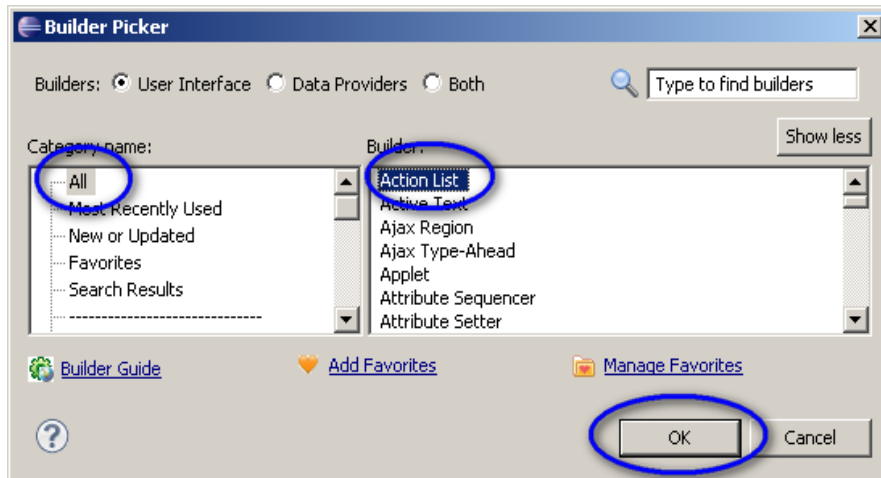 Builder Picker
Builders: User Interface Data Providers Both Type to find builders
Show less
Category name: Builder:
All
Most Recently Used
New or Updated
Favorites
Search Results
------------------------------
Action List
Active Text
Ajax Region
Ajax Type-Ahead
Applet
Attribute Sequencer
Attribute Setter
Builder Guide Add Favorites Manage Favorites
? OK Cancel